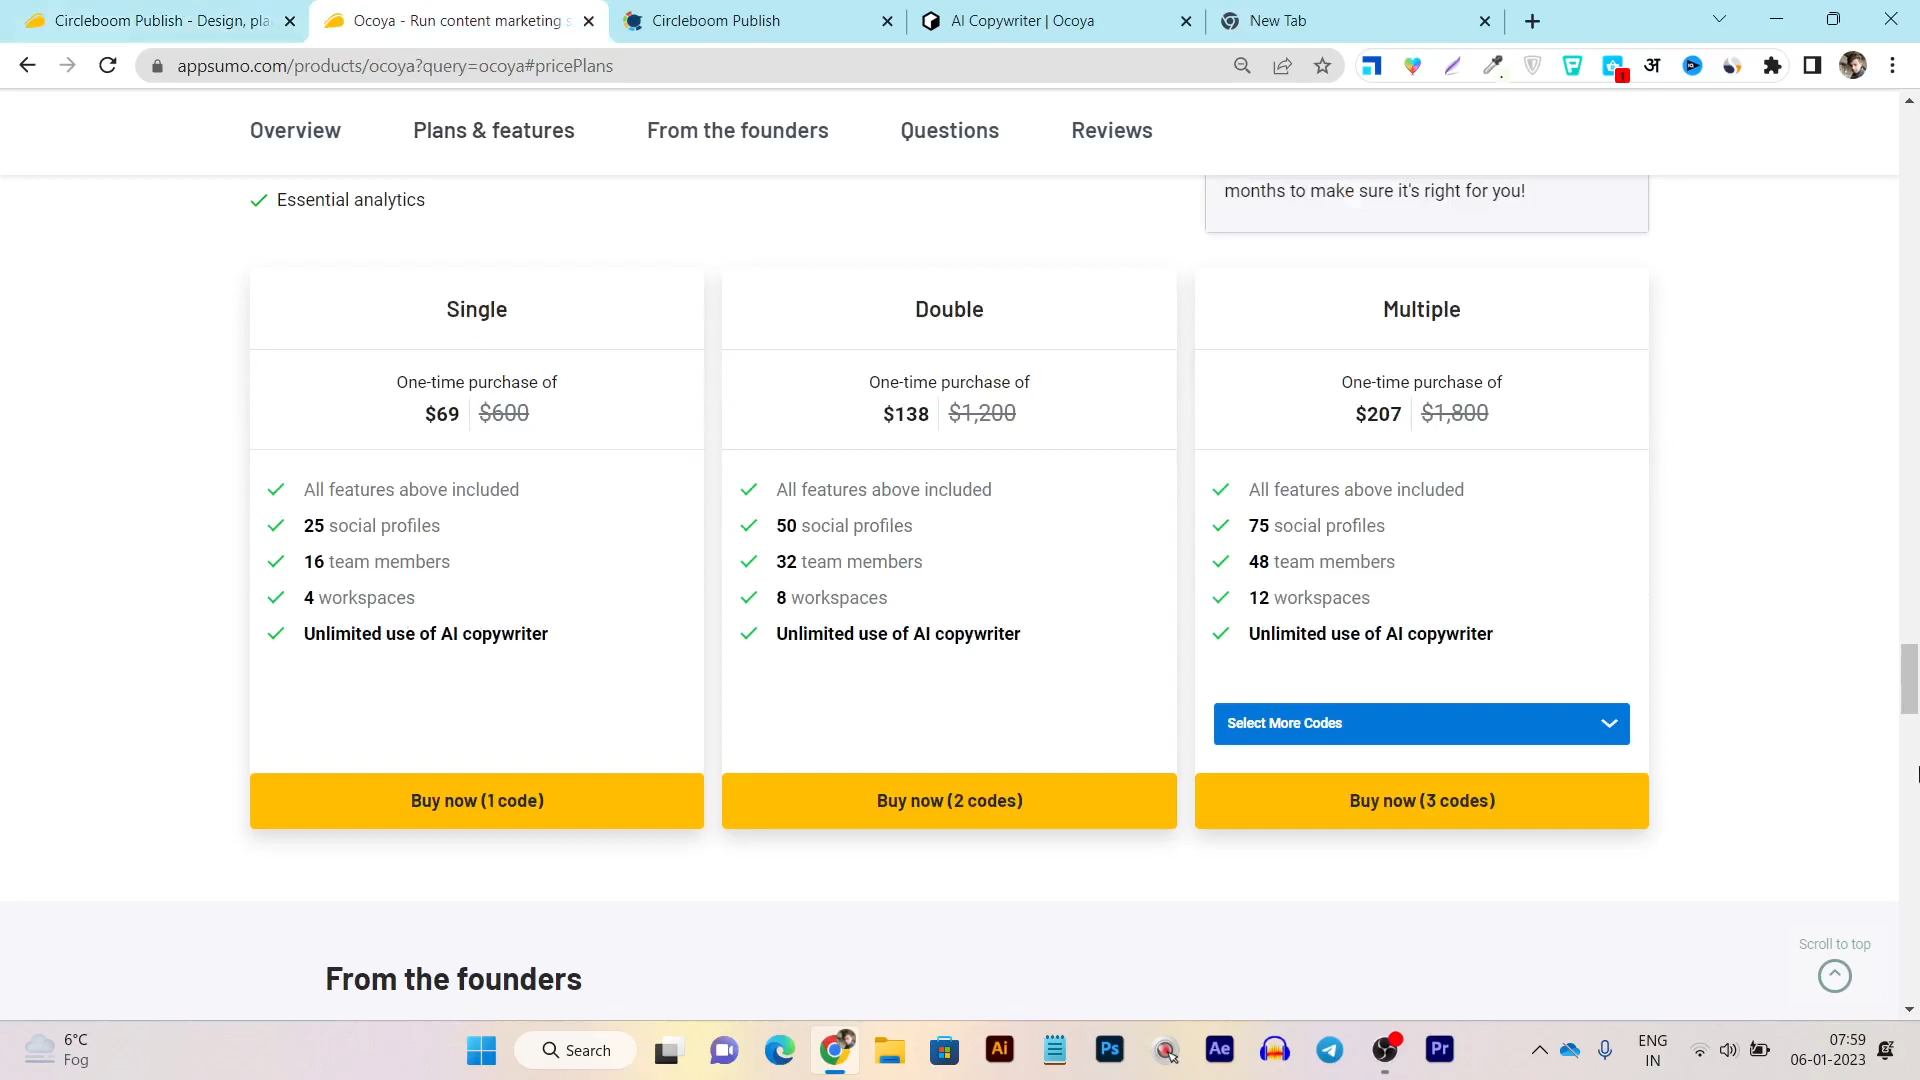 Circleboom Publish - Design, pla
Ocoya - Run content marketing s
Circleboom Publish
AI Copywriter | Ocoya
New Tab
appsumo.com/products/ocoya?query=ocoya#pricePlans
Overview
Plans & features
From the founders
Questions
Reviews
Essential analytics
months to make sure it's right for you!
Single
One-time purchase of
$69 $600
All features above included
25 social profiles
16 team members
4 workspaces
Unlimited use of AI copywriter
Buy now (1 code)
Double
One-time purchase of
$138 $1,200
All features above included
50 social profiles
32 team members
8 workspaces
Unlimited use of AI copywriter
Buy now (2 codes)
Multiple
One-time purchase of
$207 $1,800
All features above included
75 social profiles
48 team members
12 workspaces
Unlimited use of AI copywriter
Select More Codes
Buy now (3 codes)
From the founders
Scroll to top
6°C
Fog
Search
Ai
Ps
Ae
Pr
ENG
IN
07:59
06-01-2023